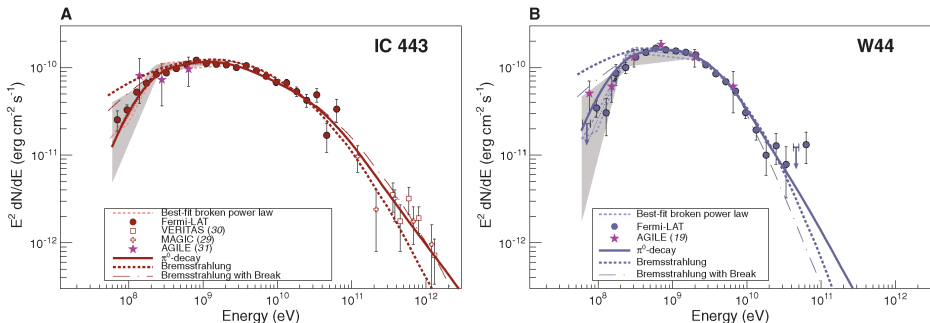 A
IC 443
E² dN/dE (erg cm⁻² s⁻¹)
10⁻¹⁰
10⁻¹¹
10⁻¹²
Best-fit broken power law
Fermi-LAT
VERITAS (30)
MAGIC (29)
AGILE (31)
π⁰-decay
Bremsstrahlung
Bremsstrahlung with Break
10⁸ 10⁹ 10¹⁰ 10¹¹ 10¹²
Energy (eV)
B
W44
E² dN/dE (erg cm⁻² s⁻¹)
10⁻¹⁰
10⁻¹¹
10⁻¹²
Best-fit broken power law
Fermi-LAT
AGILE (19)
π⁰-decay
Bremsstrahlung
Bremsstrahlung with Break
10⁸ 10⁹ 10¹⁰ 10¹¹ 10¹²
Energy (eV)